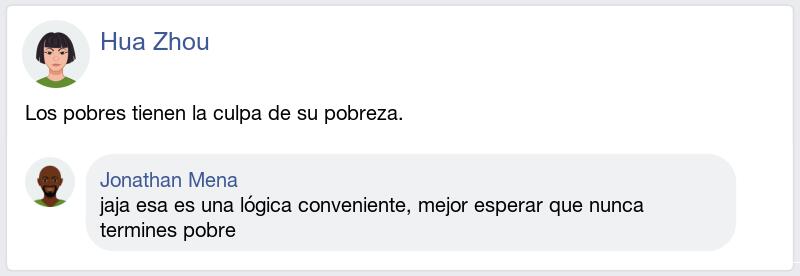 Hua Zhou
Los pobres tienen la culpa de su pobreza.
Jonathan Mena
jaja esa es una lógica conveniente, mejor esperar que nunca
termines pobre